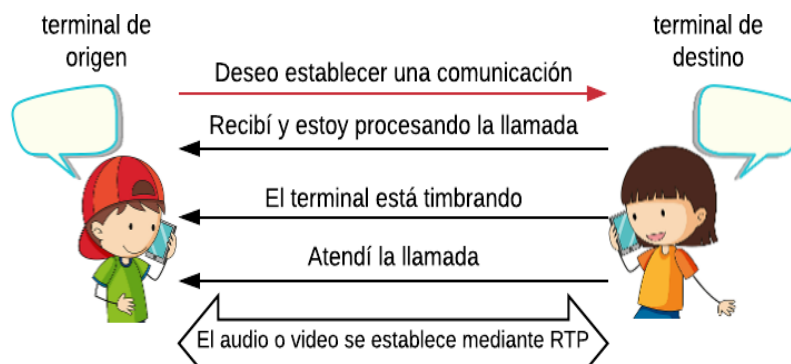 terminal de
origen
terminal de
destino
Deseo establecer una comunicación
Recibí y estoy procesando la llamada
El terminal está timbrando
Atendí la llamada
El audio o video se establece mediante RTP